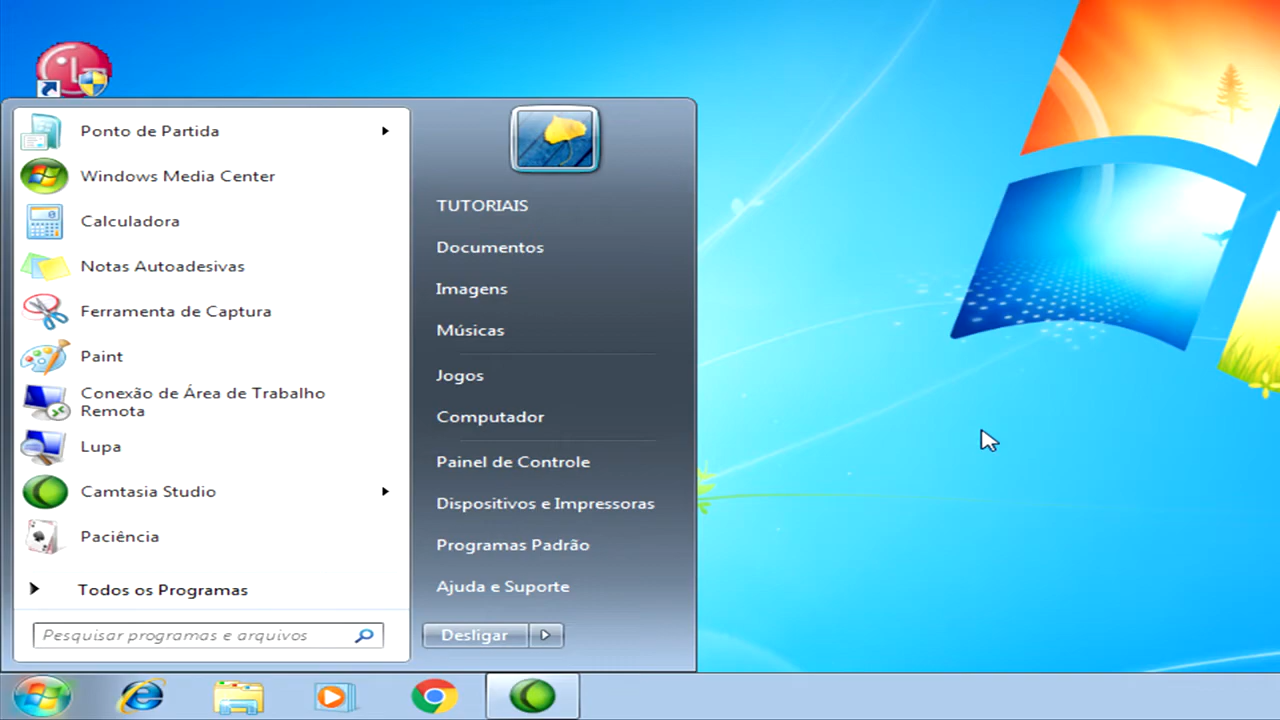 Ponto de Partida
Windows Media Center
Calculadora
Notas Autoadesivas
Ferramenta de Captura
Paint
Conexão de Área de Trabalho
Remota
Lupa
Camtasia Studio
Paciência
Todos os Programas
Pesquisar programas e arquivos
TUTORIAIS
Documentos
Imagens
Músicas
Jogos
Computador
Painel de Controle
Dispositivos e Impressoras
Programas Padrão
Ajuda e Suporte
Desligar